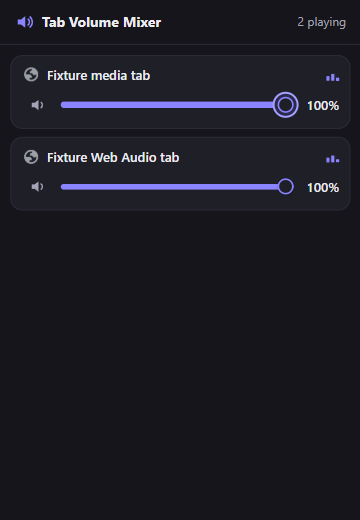 Tab Volume Mixer
2 playing
Fixture media tab
100%
Fixture Web Audio tab
100%